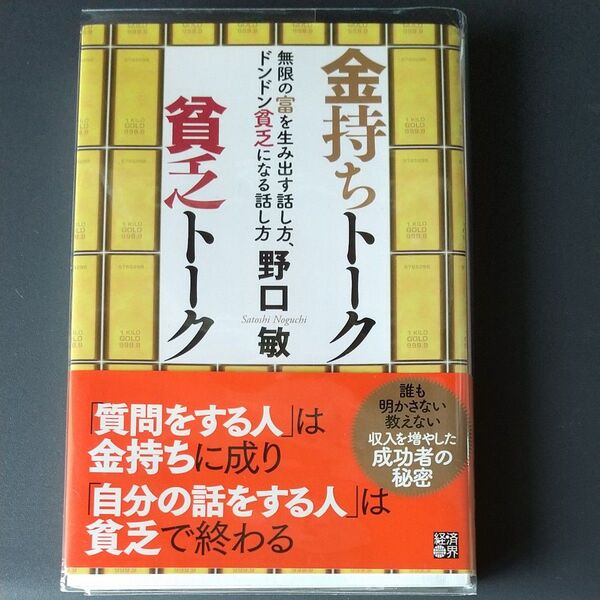 金持ちトーク
貧乏トーク
無限の富を生み出す話し方、
ドンドン貧乏になる話し方
野口敏
Satoshi Noguchi
「質問をする人」は
金持ちに成り
「自分の話をする人」は
貧乏で終わる
誰も
明かさない
教えない
収入を増やした
成功者の
秘密
経済界
1 KILO
GOLD
999.9